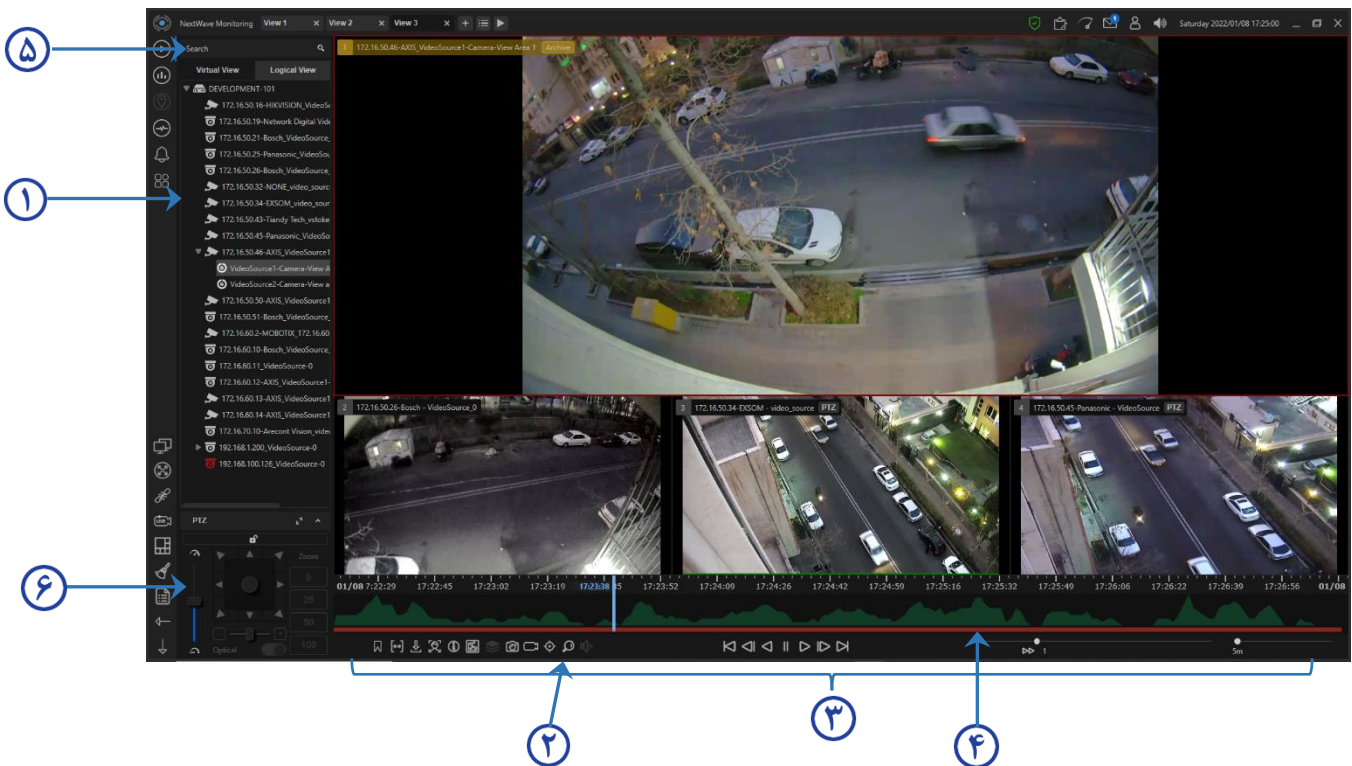 NextWave Monitoring View 1 x View 2 x View 3 x + Saturday 2022/01/08 17:25:00
۵
Search
1 172.16.50.46-AXIS_VideoSource1-Camera-View Area 1 Archive
Virtual View Logical View
DEVELOPMENT-101
172.16.50.16-HIKVISION_VideoSo
172.16.50.19-Network Digital Vide
172.16.50.21-Bosch_VideoSource_
172.16.50.25-Panasonic_VideoSou
172.16.50.26-Bosch_VideoSource_
172.16.50.32-NONE_video_sourc
172.16.50.34-EXSOM_video_sour
۱
172.16.50.43-Tiandy Tech_vstoke
172.16.50.45-Panasonic_VideoSo
172.16.50.46-AXIS_VideoSource1
VideoSource1-Camera-View A
VideoSource2-Camera-View a
172.16.50.50-AXIS_VideoSource1
172.16.50.51-Bosch_VideoSource_
172.16.60.2-MOBOTIX_172.16.60
172.16.60.10-Bosch_VideoSource_
172.16.60.11_VideoSource-0
172.16.60.12-AXIS_VideoSource1-
172.16.60.13-AXIS_VideoSource1
172.16.60.14-AXIS_VideoSource1
172.16.70.10-Arecont Vision_video
192.168.1.200_VideoSource-0
192.168.100.126_VideoSource-0
2 172.16.50.26-Bosch - VideoSource_0
3 172.16.50.34-EXSOM - video_source PTZ
4 172.16.50.45-Panasonic - VideoSource PTZ
LIVE
PTZ
Zoom
0
25
50
100
Optical
۶
01/08 7:22:29 17:22:45 17:23:02 17:23:19 17:23:38 35 17:23:52 17:24:09 17:24:25 17:24:42 17:24:59 17:25:16 17:25:32 17:25:49 17:26:06 17:26:22 17:26:39 17:26:56 01/08
1 5m
۲
۳
۴